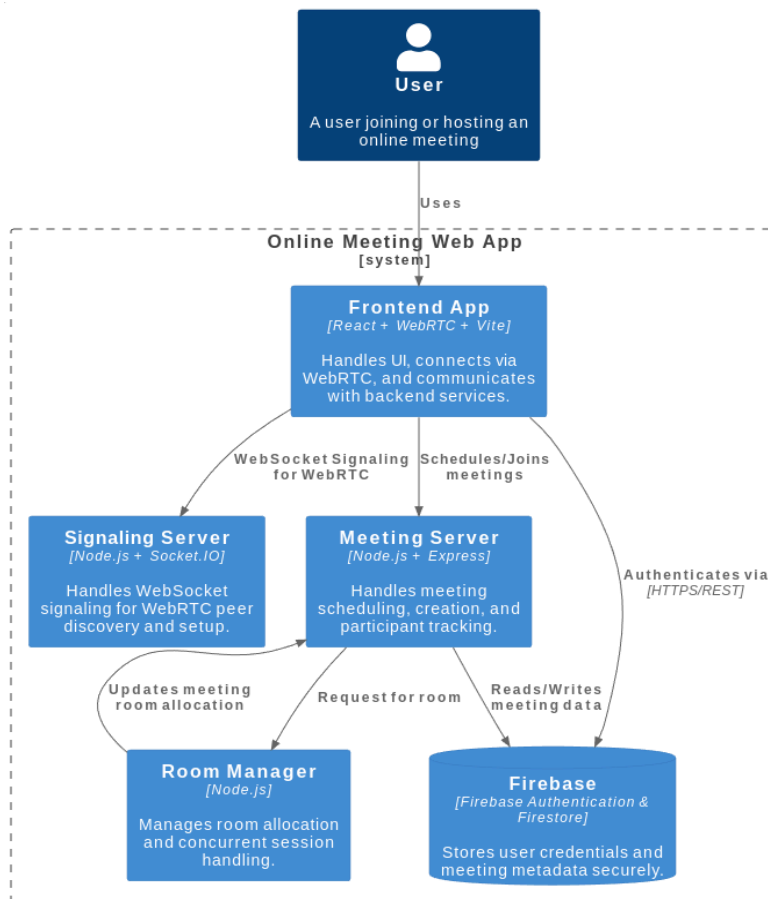 User
A user joining or hosting an
online meeting
Uses
Online Meeting Web App
[system]
Frontend App
[React + WebRTC + Vite]
Handles UI, connects via
WebRTC, and communicates
with backend services.
WebSocket Signaling
for WebRTC
Schedules/Joins
meetings
Authenticates via
[HTTPS/REST]
Signaling Server
[Node.js + Socket.IO]
Handles WebSocket
signaling for WebRTC peer
discovery and setup.
Meeting Server
[Node.js + Express]
Handles meeting
scheduling, creation, and
participant tracking.
Updates meeting
room allocation
Request for room
Reads/Writes
meeting data
Room Manager
[Node.js]
Manages room allocation
and concurrent session
handling.
Firebase
[Firebase Authentication &
Firestore]
Stores user credentials and
meeting metadata securely.